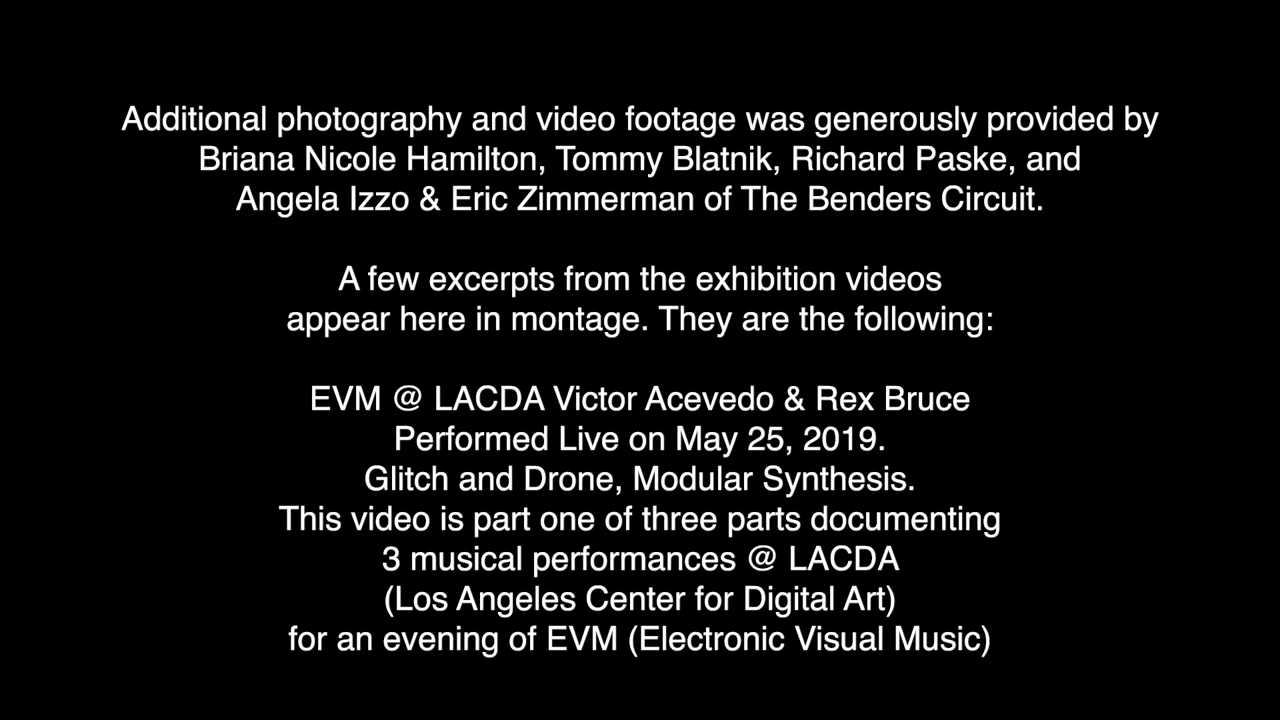 Additional photography and video footage was generously provided by
Briana Nicole Hamilton, Tommy Blatnik, Richard Paske, and
Angela Izzo & Eric Zimmerman of The Benders Circuit.
A few excerpts from the exhibition videos
appear here in montage. They are the following:
EVM @ LACDA Victor Acevedo & Rex Bruce
Performed Live on May 25, 2019.
Glitch and Drone, Modular Synthesis.
This video is part one of three parts documenting
3 musical performances @ LACDA
(Los Angeles Center for Digital Art)
for an evening of EVM (Electronic Visual Music)